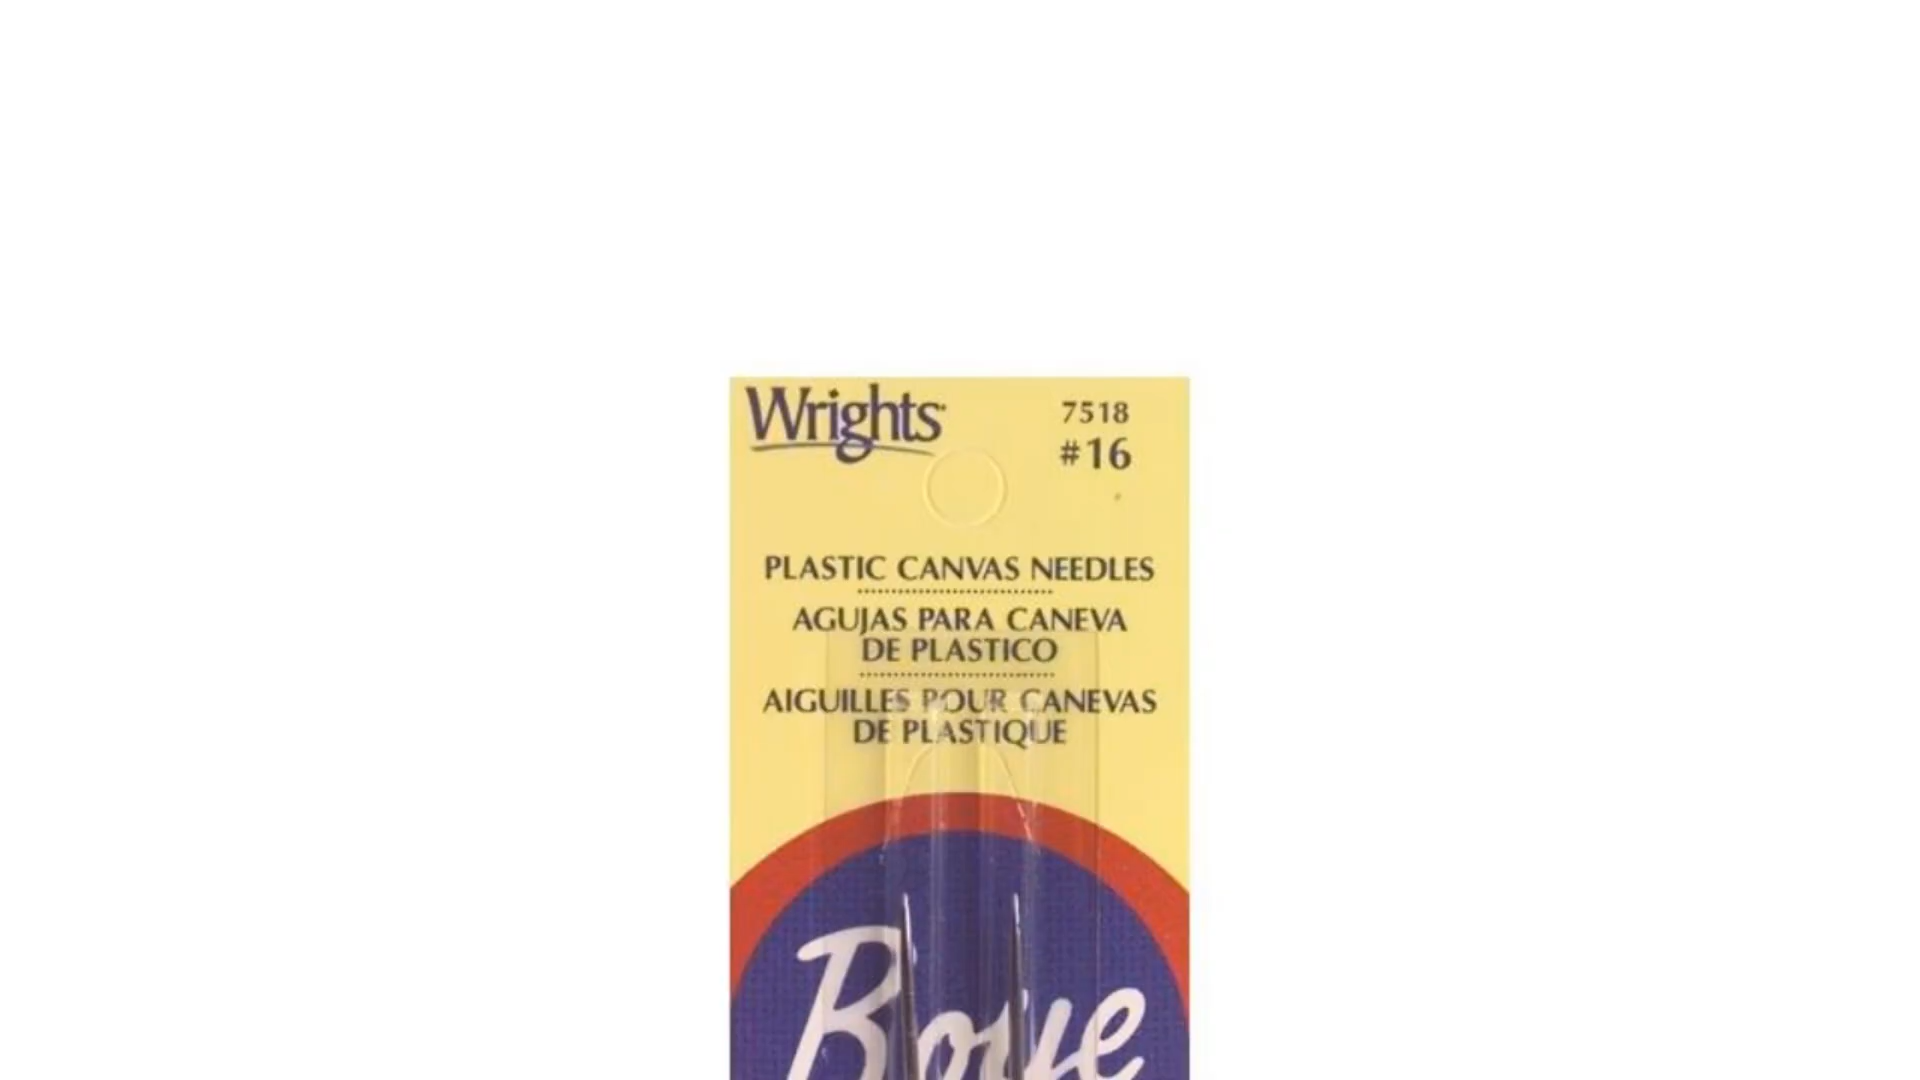 Wrights
7518
#16
PLASTIC CANVAS NEEDLES
AGUJAS PARA CANEVA
DE PLASTICO
AIGUILLES POUR CANEVAS
DE PLASTIQUE
Boye